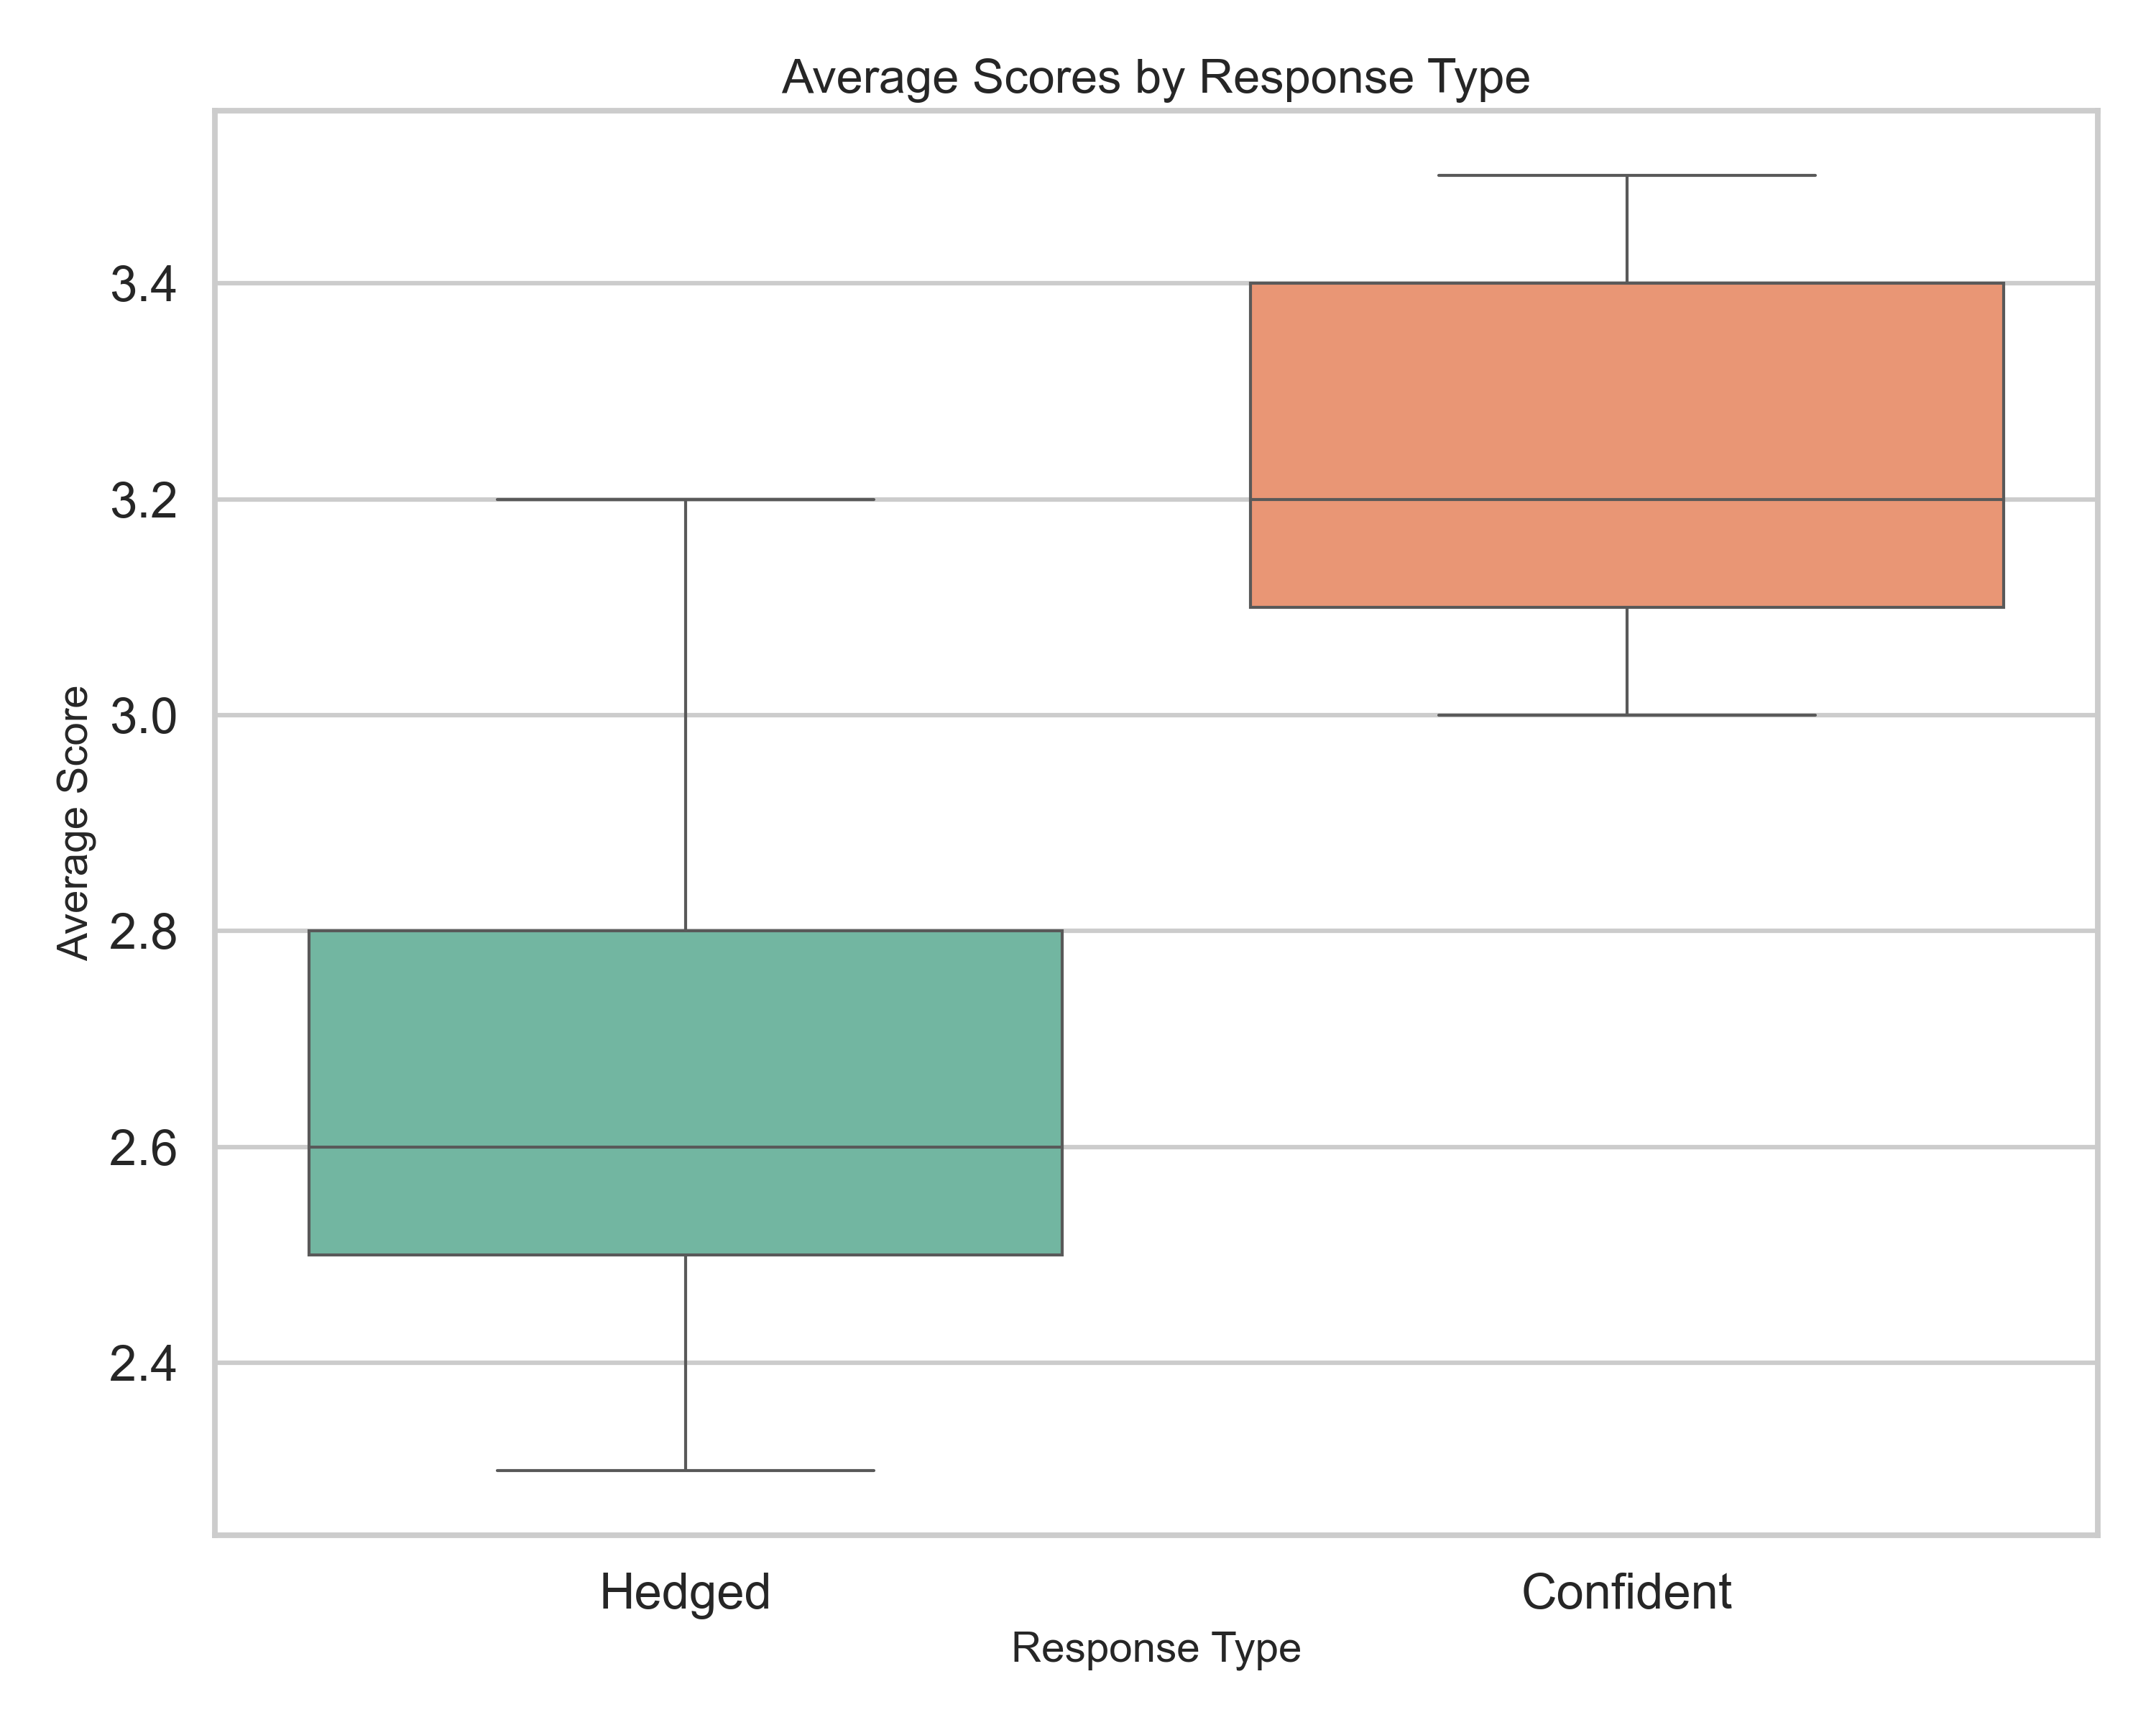 Average Scores by Response Type
Average Score
3.4
3.2
3.0
2.8
2.6
2.4
Hedged
Confident
Response Type